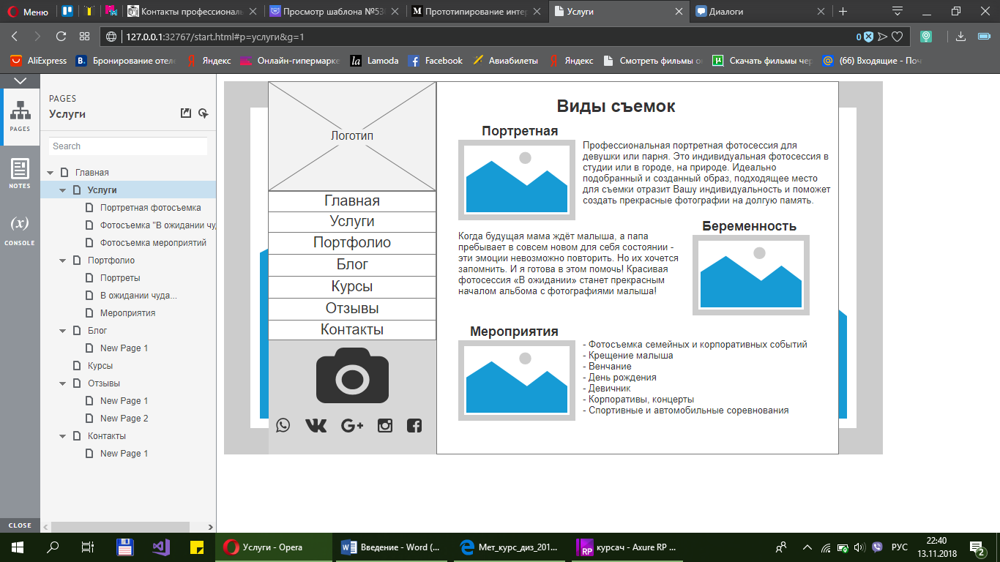 Меню
Контакты профессиональ
Просмотр шаблона №53
Прототипирование интер
Услуги
Диалоги
127.0.0.1:32767/start.html#p=услуги&g=1
0
AliExpress
Бронирование отеле
Яндекс
Онлайн-гипермарке
Lamoda
Facebook
Авиабилеты
Яндекс
Смотреть фильмы о
Скачать фильмы чер
(66) Входящие - Поч
PAGES
Услуги
PAGES
NOTES
CONSOLE
CLOSE
Search
Главная
Услуги
Портретная фотосъемка
Фотосъемка "В ожидании чу
Фотосъемка мероприятий
Портфолио
Портреты
В ожидании чуда...
Мероприятия
Блог
New Page 1
Курсы
Отзывы
New Page 1
New Page 2
Контакты
New Page 1
Логотип
Главная
Услуги
Портфолио
Блог
Курсы
Отзывы
Контакты
Виды съемок
Портретная
Профессиональная портретная фотосессия для
девушки или парня. Это индивидуальная фотосессия в
студии или в городе, на природе. Идеально
подобранный и созданный образ, подходящее место
для съемки отразит Вашу индивидуальность и поможет
создать прекрасные фотографии на долгую память.
Беременность
Когда будущая мама ждёт малыша, а папа
пребывает в совсем новом для себя состоянии -
эти эмоции невозможно повторить. Но их хочется
запомнить. И я готова в этом помочь! Красивая
фотосессия «В ожидании» станет прекрасным
началом альбома с фотографиями малыша!
Мероприятия
- Фотосъемка семейных и корпоративных событий
- Крещение малыша
- Венчание
- День рождения
- Девичник
- Корпоративы, концерты
- Спортивные и автомобильные соревнования
Услуги - Opera
Введение - Word (...
Мет_курс_диз_201...
курсач - Axure RP ...
РУС
22:40
13.11.2018
2